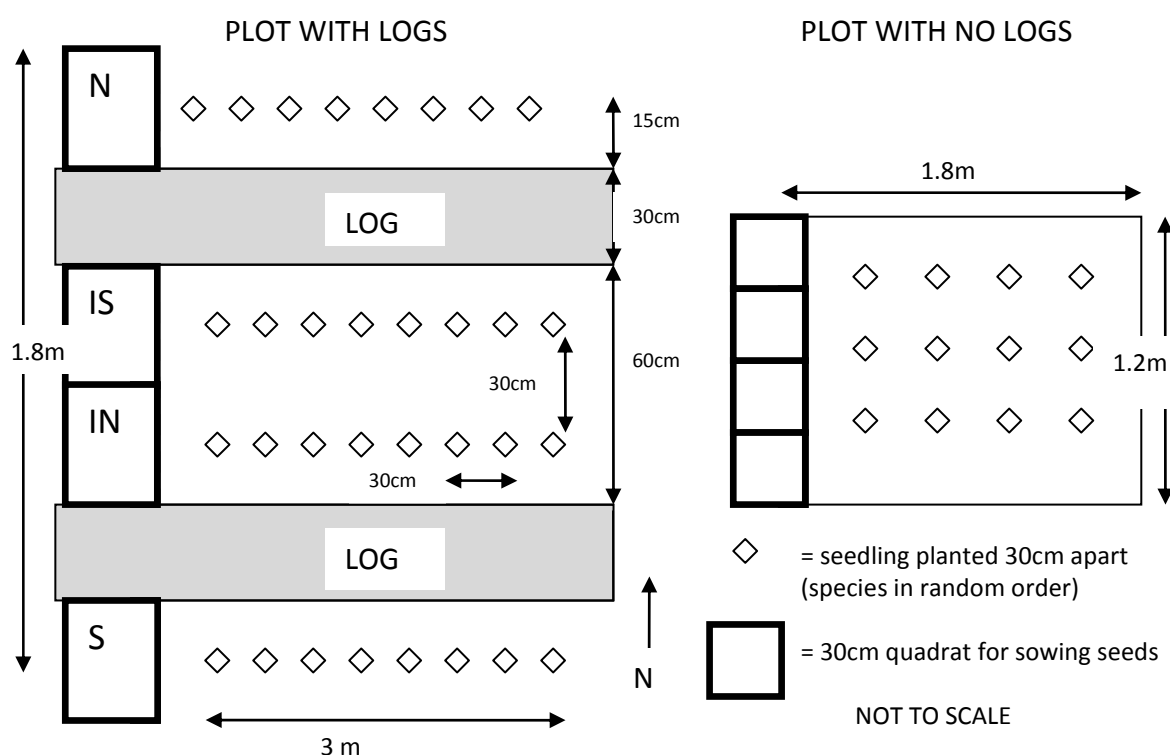 PLOT WITH LOGS
PLOT WITH NO LOGS
N
15cm
LOG
30cm
1.8m
IS
1.8m
60cm
30cm
1.2m
IN
30cm
LOG
= seedling planted 30cm apart
(species in random order)
S
N
= 30cm quadrat for sowing seeds
NOT TO SCALE
3 m